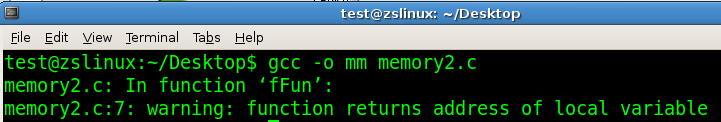 test@zslinux: ~/Desktop
File Edit View Terminal Tabs Help
test@zslinux:~/Desktop$ gcc -o mm memory2.c
memory2.c: In function ‘fFun’:
memory2.c:7: warning: function returns address of local variable